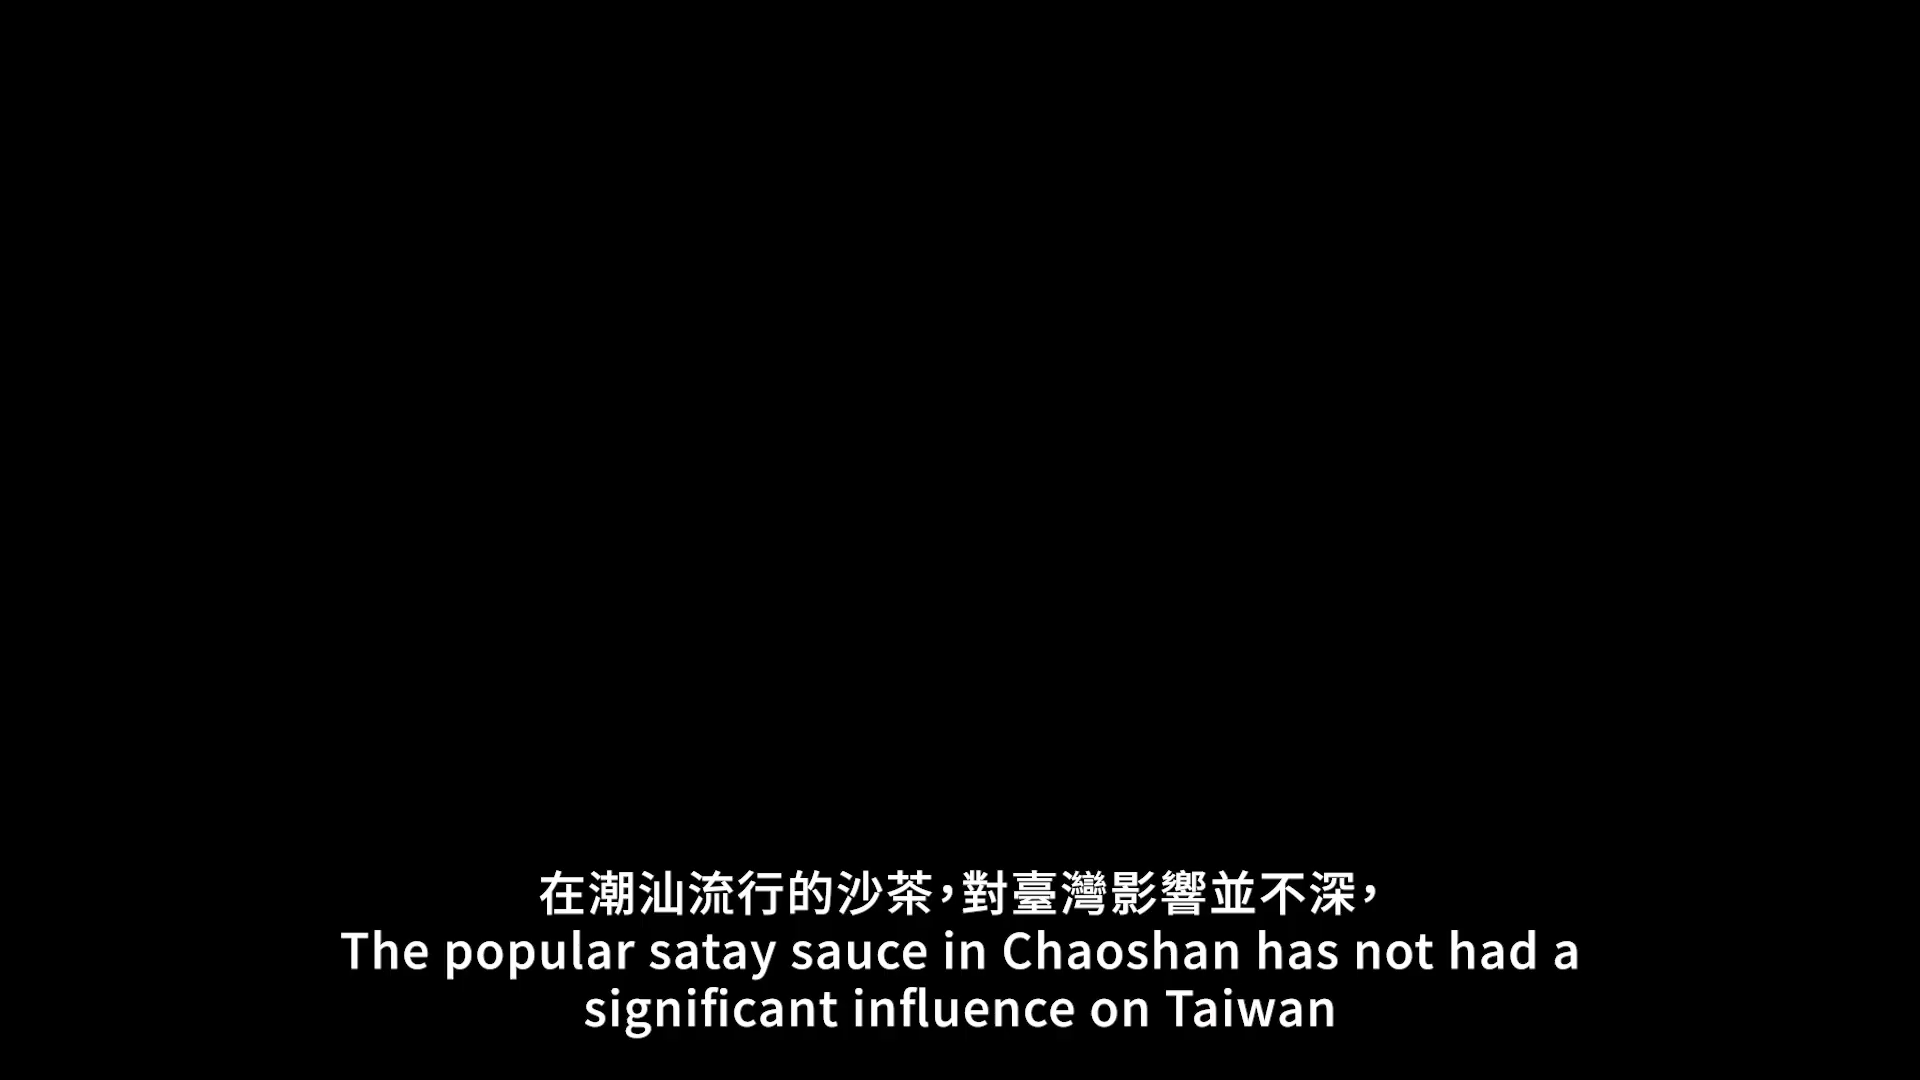 在潮汕流行的沙茶，對臺灣影響並不深，
The popular satay sauce in Chaoshan has not had a
significant influence on Taiwan